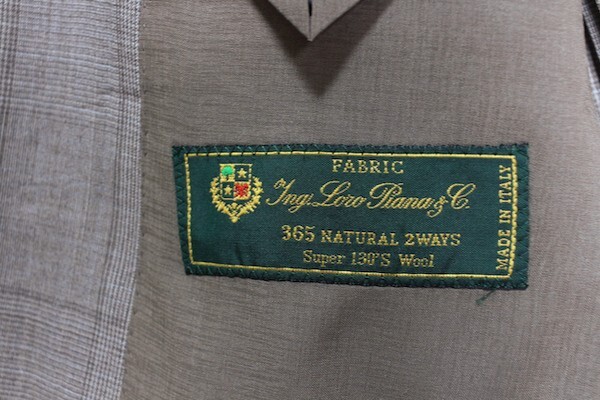 FABRIC
Ing. Loro Piana & C.
365 NATURAL 2WAYS
Super 130'S Wool
MADE IN ITALY